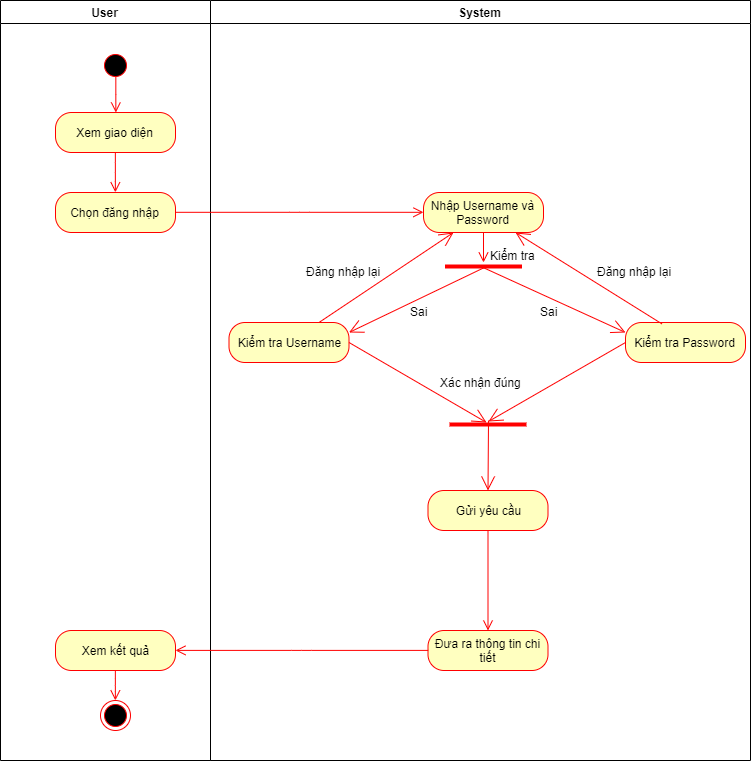 User
System
Xem giao diện
Chọn đăng nhập
Nhập Username và
Password
Kiểm tra
Đăng nhập lại
Đăng nhập lại
Sai
Sai
Kiểm tra Username
Kiểm tra Password
Xác nhận đúng
Gửi yêu cầu
Xem kết quả
Đưa ra thông tin chi
tiết